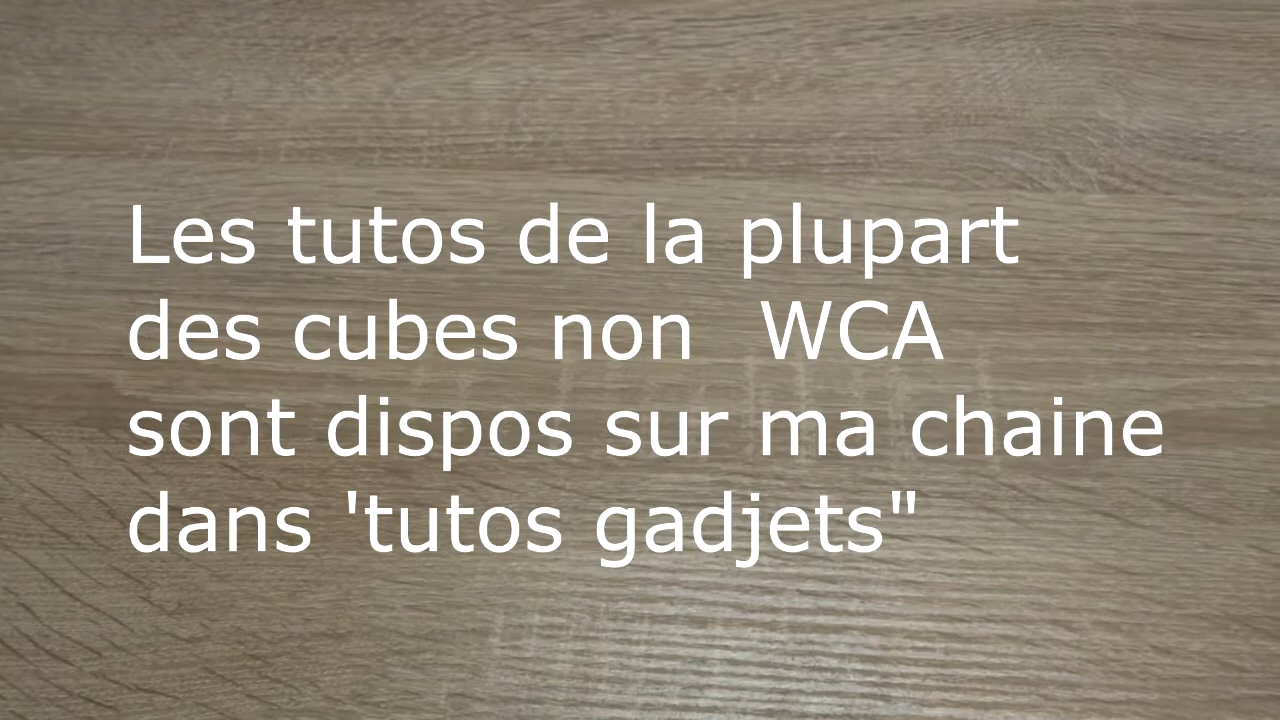 Les tutos de la plupart
des cubes non  WCA
sont dispos sur ma chaine
dans 'tutos gadjets"